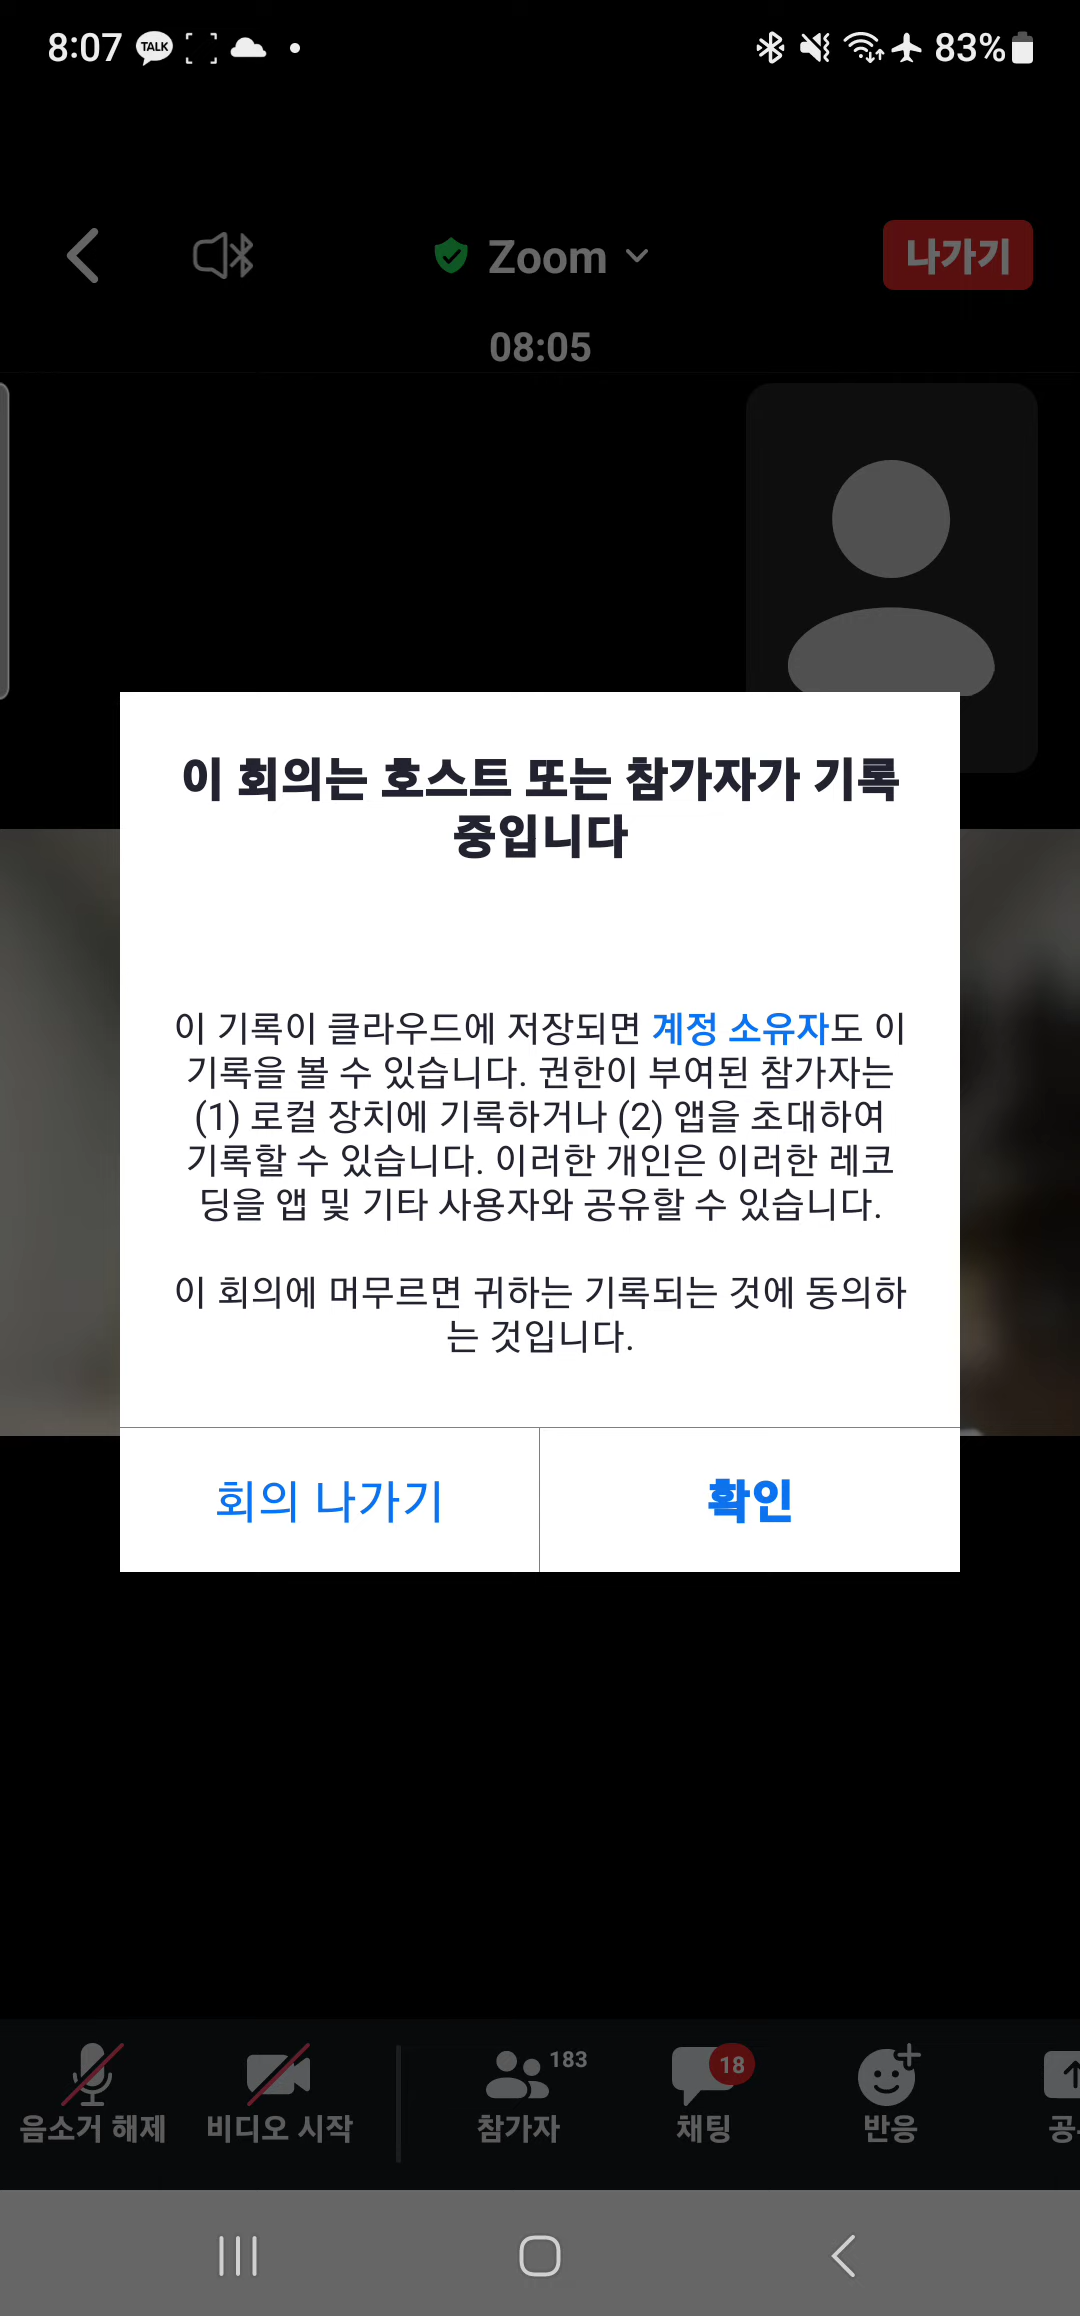 8:07 TALK 83%
Zoom 나가기
08:05
이 회의는 호스트 또는 참가자가 기록
중입니다
이 기록이 클라우드에 저장되면 계정 소유자도 이
기록을 볼 수 있습니다. 권한이 부여된 참가자는
(1) 로컬 장치에 기록하거나 (2) 앱을 초대하여
기록할 수 있습니다. 이러한 개인은 이러한 레코
딩을 앱 및 기타 사용자와 공유할 수 있습니다.
이 회의에 머무르면 귀하는 기록되는 것에 동의하
는 것입니다.
회의 나가기 확인
183 18
음소거 해제 비디오 시작 참가자 채팅 반응 공